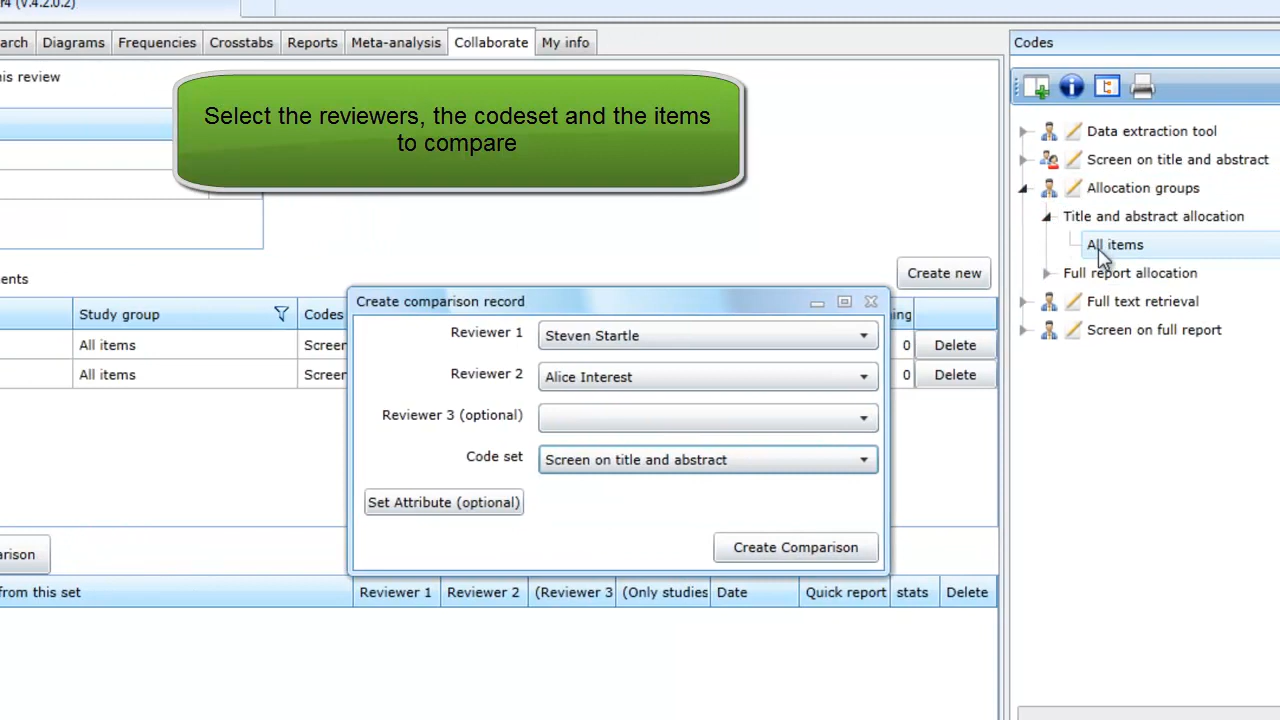 r4 (V.4.2.0.2)
arch Diagrams Frequencies Crosstabs Reports Meta-analysis Collaborate My info
his review
Select the reviewers, the codeset and the items
to compare
ents
Create new
Study group Codes ning
All items Screen 0 Delete
All items Screen 0 Delete
Create comparison record
Reviewer 1 Steven Startle
Reviewer 2 Alice Interest
Reviewer 3 (optional)
Code set Screen on title and abstract
Set Attribute (optional)
Create Comparison
arison
from this set Reviewer 1 Reviewer 2 (Reviewer 3 (Only studies Date Quick report stats Delete
Codes
Data extraction tool
Screen on title and abstract
Allocation groups
Title and abstract allocation
All items
Full report allocation
Full text retrieval
Screen on full report